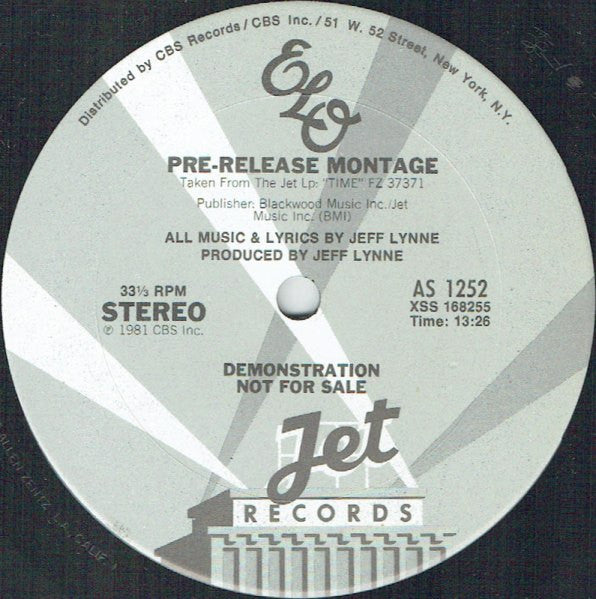 Distributed by CBS Records/CBS Inc./51 W. 52 Street, New York, N.Y.
ELO
PRE-RELEASE MONTAGE
Taken From The Jet Lp: "TIME" FZ 37371
Publisher: Blackwood Music Inc./Jet
Music Inc. (BMI)
ALL MUSIC & LYRICS BY JEFF LYNNE
PRODUCED BY JEFF LYNNE
33⅓ RPM
STEREO
℗ 1981 CBS Inc.
AS 1252
XSS 168255
Time: 13:26
DEMONSTRATION
NOT FOR SALE
Jet
RECORDS
ALLEN ZENTZ L.A., CALIF.